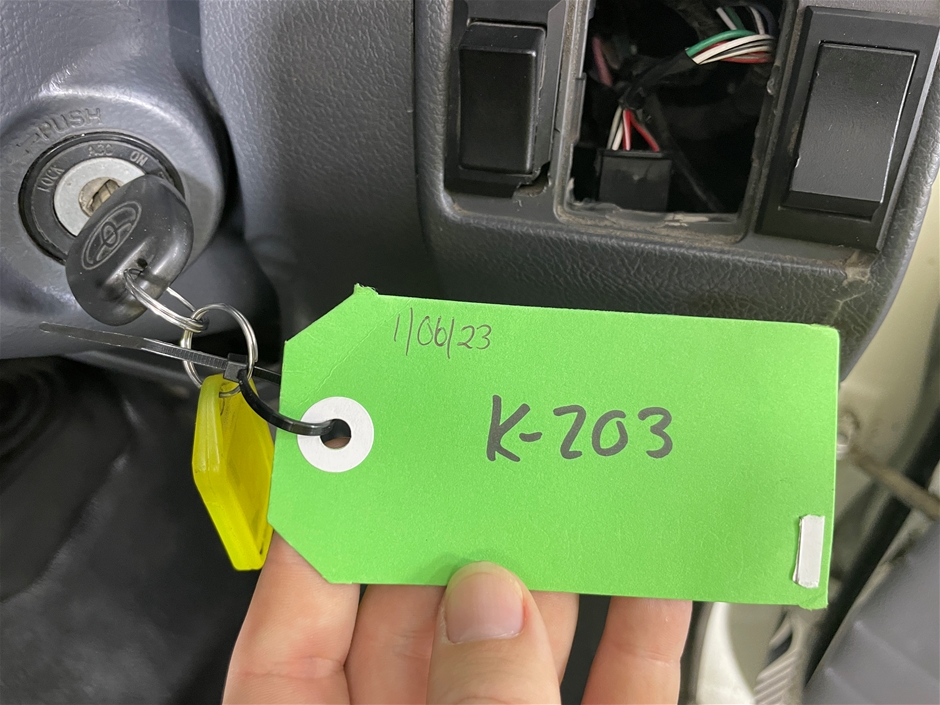 PUSH
LOCK ACC ON
1/06/23
K-203